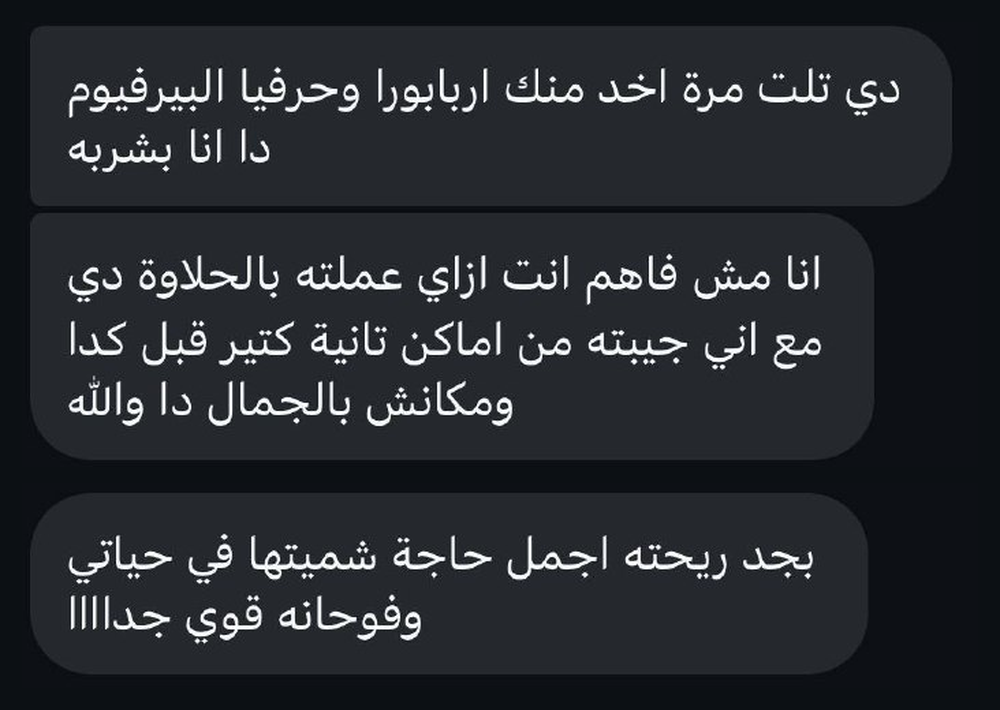 دي تلت مرة اخد منك اربابورا وحرفيا البيرفيوم
دا انا بشربه
انا مش فاهم انت ازاي عملته بالحلاوة دي
مع اني جيبته من اماكن تانية كتير قبل كدا
ومكانش بالجمال دا والله
بجد ريحته اجمل حاجة شميتها في حياتي
وفوحانه قوي جداااا